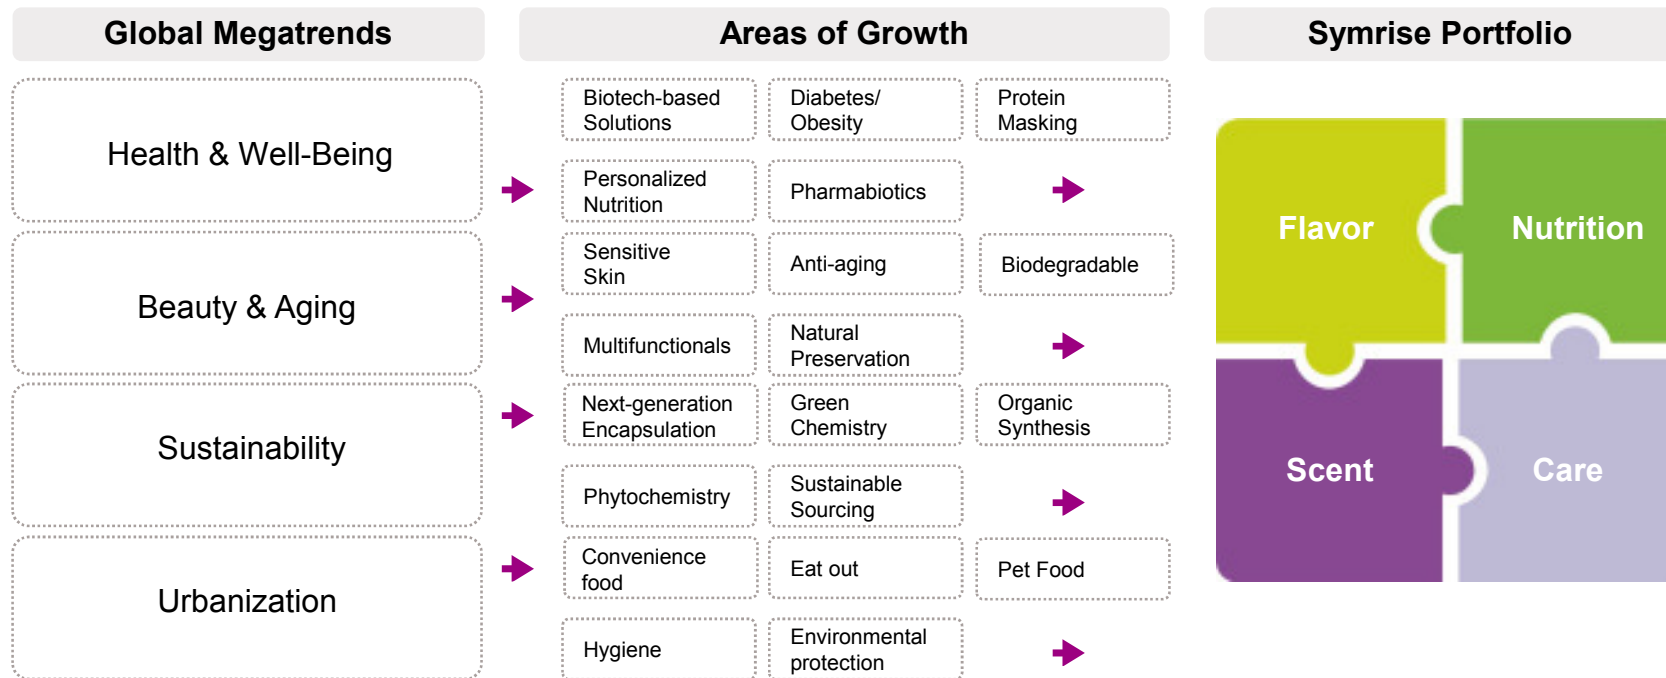 Global Megatrends
Areas of Growth
Symrise Portfolio
Health & Well-Being
Biotech-based
Solutions
Diabetes/
Obesity
Protein
Masking
Personalized
Nutrition
Pharmabiotics
Beauty & Aging
Sensitive
Skin
Anti-aging
Biodegradable
Multifunctionals
Natural
Preservation
Sustainability
Next-generation
Encapsulation
Green
Chemistry
Organic
Synthesis
Phytochemistry
Sustainable
Sourcing
Urbanization
Convenience
food
Eat out
Pet Food
Hygiene
Environmental
protection
Flavor
Nutrition
Scent
Care